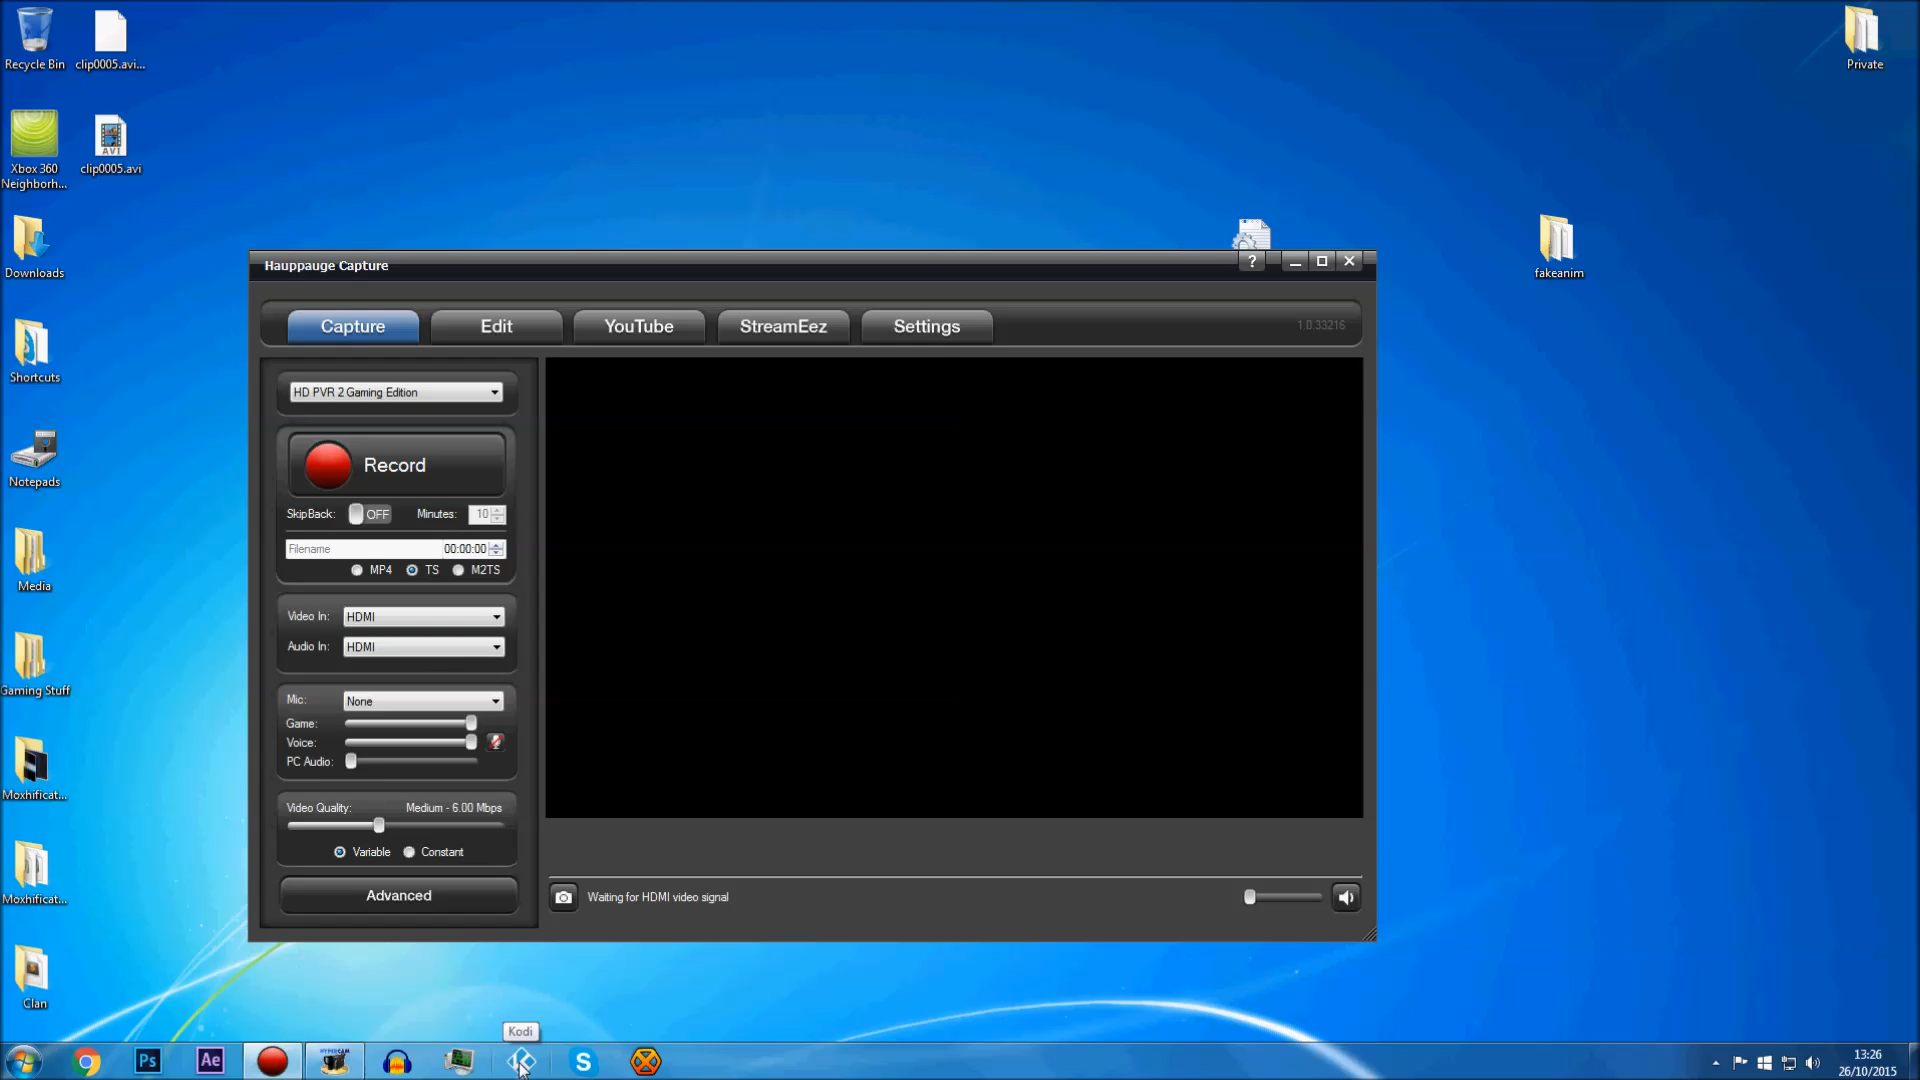 Recycle Bin
clip0005.avi...
Private
Xbox 360
Neighborh...
clip0005.avi
AVI
Downloads
fakeanim
Hauppauge Capture
?
Capture
Edit
YouTube
StreamEez
Settings
1.0.33216
Shortcuts
HD PVR 2 Gaming Edition
Record
Notepads
SkipBack:
OFF
Minutes:
10
Filename
00:00:00
MP4
TS
M2TS
Media
Video In:
HDMI
Audio In:
HDMI
Gaming Stuff
Mic:
None
Game:
Voice:
PC Audio:
Moxhificat...
Video Quality:
Medium - 6.00 Mbps
Variable
Constant
Advanced
Waiting for HDMI video signal
Moxhificat...
Clan
Kodi
Ps
Ae
HYPERCAM
S
13:26
26/10/2015